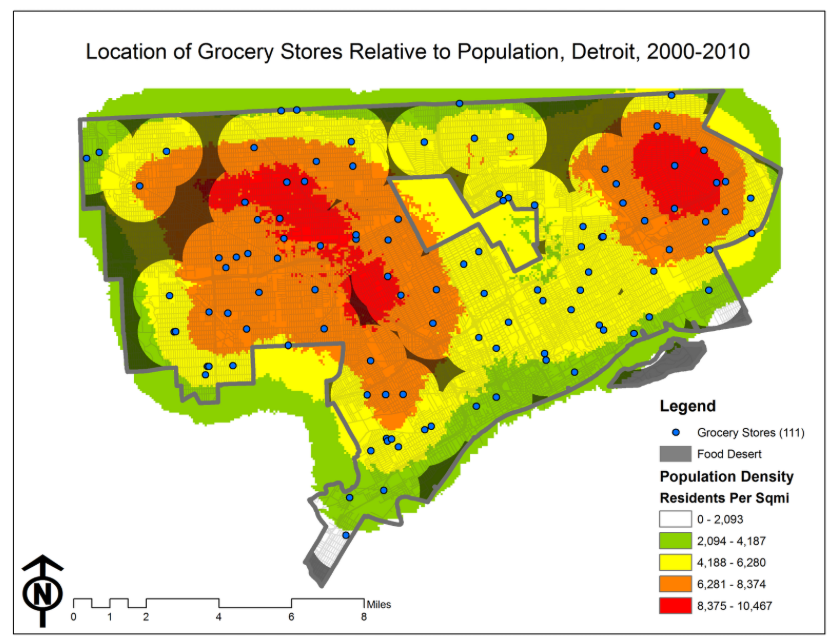 Location of Grocery Stores Relative to Population, Detroit, 2000-2010
Legend
Grocery Stores (111)
Food Desert
Population Density
Residents Per Sqmi
0 - 2,093
2,094 - 4,187
4,188 - 6,280
6,281 - 8,374
8,375 - 10,467
N
Miles
0 1 2 4 6 8